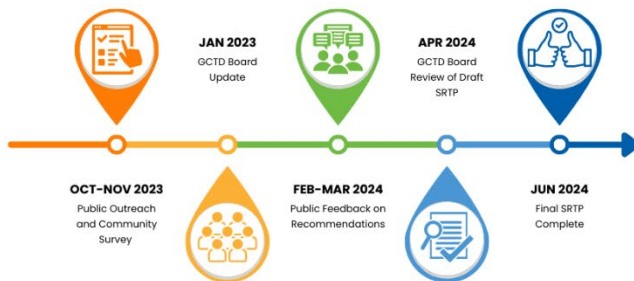 JAN 2023
GCTD Board
Update
APR 2024
GCTD Board
Review of Draft
SRTP
OCT-NOV 2023
Public Outreach
and Community
Survey
FEB-MAR 2024
Public Feedback on
Recommendations
JUN 2024
Final SRTP
Complete